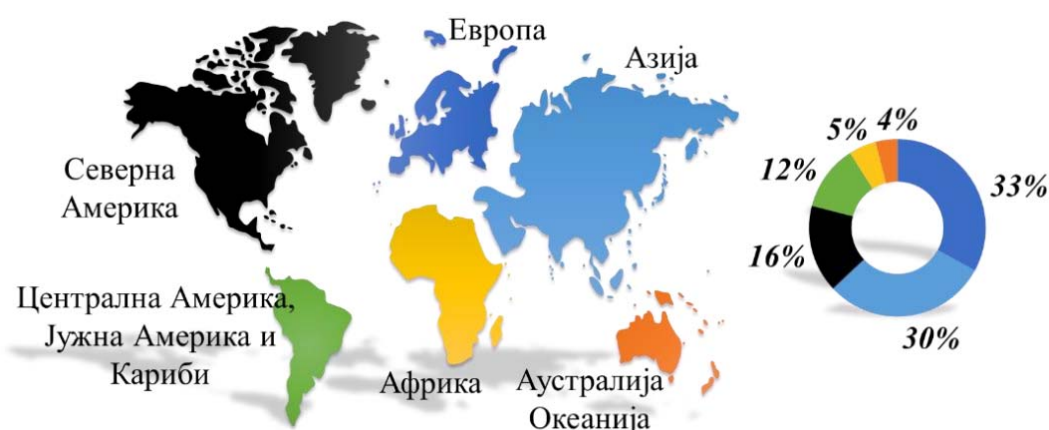 Европа
Азија
Северна
Америка
Централна Америка,
Јужна Америка и
Кариби
Африка
Аустралија
Океанија
5%
4%
12%
33%
16%
30%